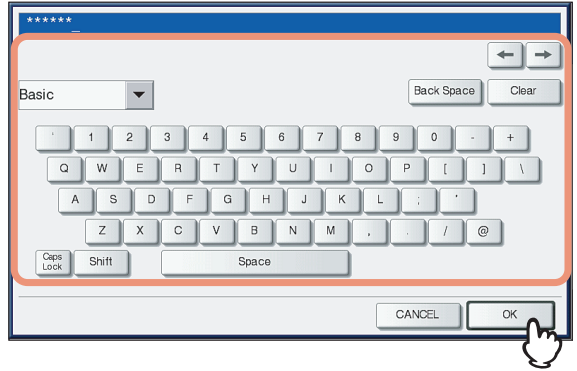 ******_
← →
Basic Back Space Clear
` 1 2 3 4 5 6 7 8 9 0 - +
Q W E R T Y U I O P [ ] \
A S D F G H J K L ; '
Z X C V B N M , . / @
Caps Lock Shift Space
CANCEL OK